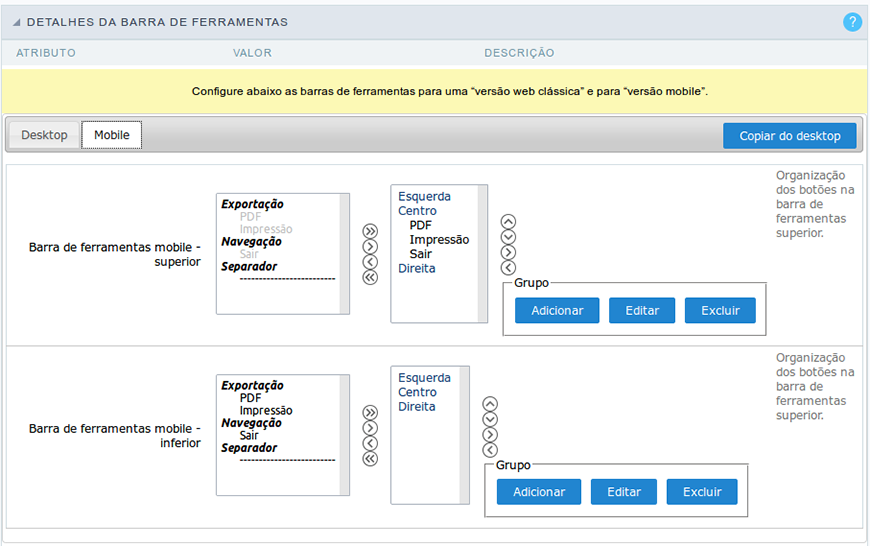 DETALHES DA BARRA DE FERRAMENTAS
?
ATRIBUTO VALOR DESCRIÇÃO
Configure abaixo as barras de ferramentas para uma “versão web clássica” e para “versão mobile”.
Desktop Mobile Copiar do desktop
Barra de ferramentas mobile -
superior
Exportação
PDF
Impressão
Navegação
Sair
Separador
------------------------
Esquerda
Centro
PDF
Impressão
Sair
Direita
Grupo
Adicionar Editar Excluir
Organização
dos botões na
barra de
ferramentas
superior.
Barra de ferramentas mobile -
inferior
Exportação
PDF
Impressão
Navegação
Sair
Separador
------------------------
Esquerda
Centro
Direita
Grupo
Adicionar Editar Excluir
Organização
dos botões na
barra de
ferramentas
superior.